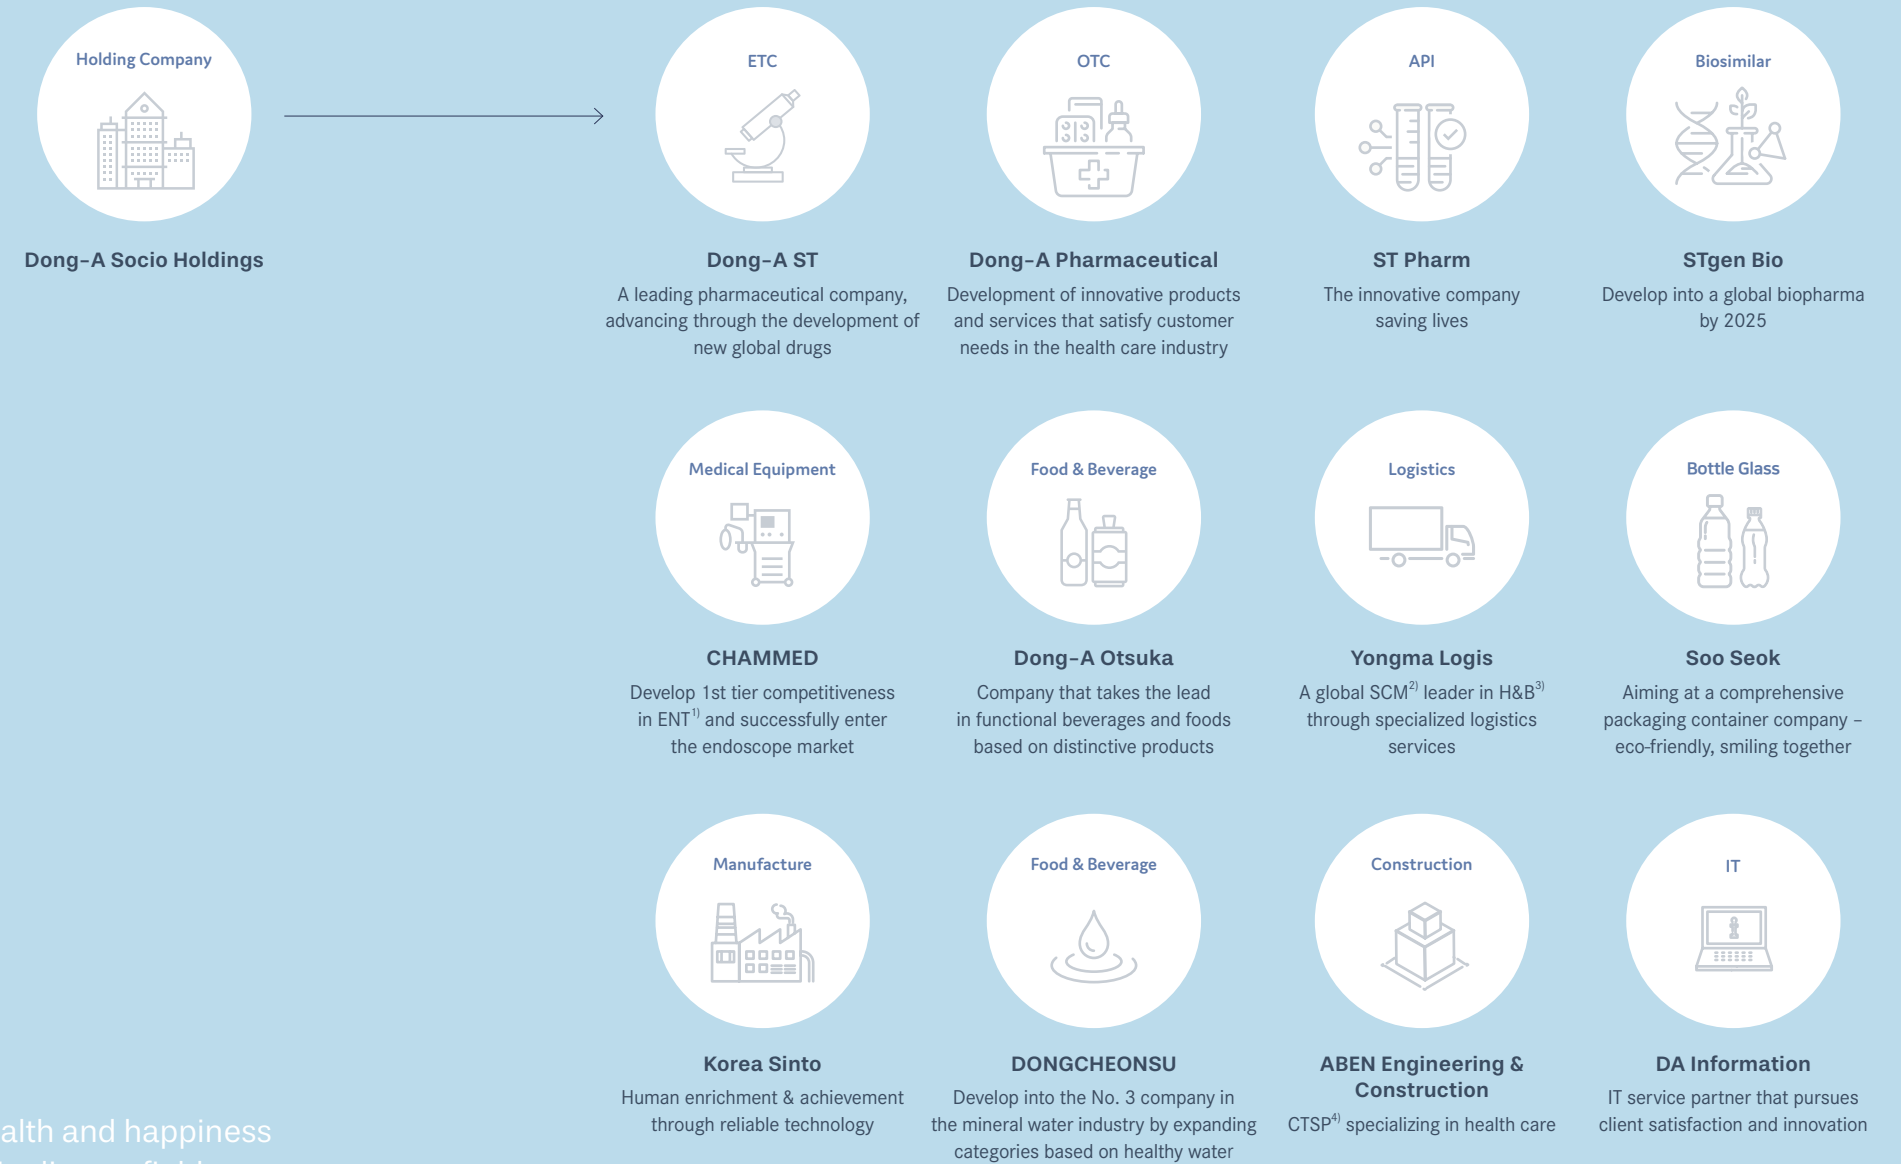 Holding Company
Dong-A Socio Holdings
ETC
Dong-A ST
A leading pharmaceutical company,
advancing through the development of
new global drugs
OTC
Dong-A Pharmaceutical
Development of innovative products
and services that satisfy customer
needs in the health care industry
API
ST Pharm
The innovative company
saving lives
Biosimilar
STgen Bio
Develop into a global biopharma
by 2025
Medical Equipment
CHAMMED
Develop 1st tier competitiveness
in ENT1) and successfully enter
the endoscope market
Food & Beverage
Dong-A Otsuka
Company that takes the lead
in functional beverages and foods
based on distinctive products
Logistics
Yongma Logis
A global SCM2) leader in H&B3)
through specialized logistics
services
Bottle Glass
Soo Seok
Aiming at a comprehensive
packaging container company –
eco-friendly, smiling together
Manufacture
Korea Sinto
Human enrichment & achievement
through reliable technology
Food & Beverage
DONGCHEONSU
Develop into the No. 3 company in
the mineral water industry by expanding
categories based on healthy water
Construction
ABEN Engineering &
Construction
CTSP4) specializing in health care
IT
DA Information
IT service partner that pursues
client satisfaction and innovation
alth and happiness